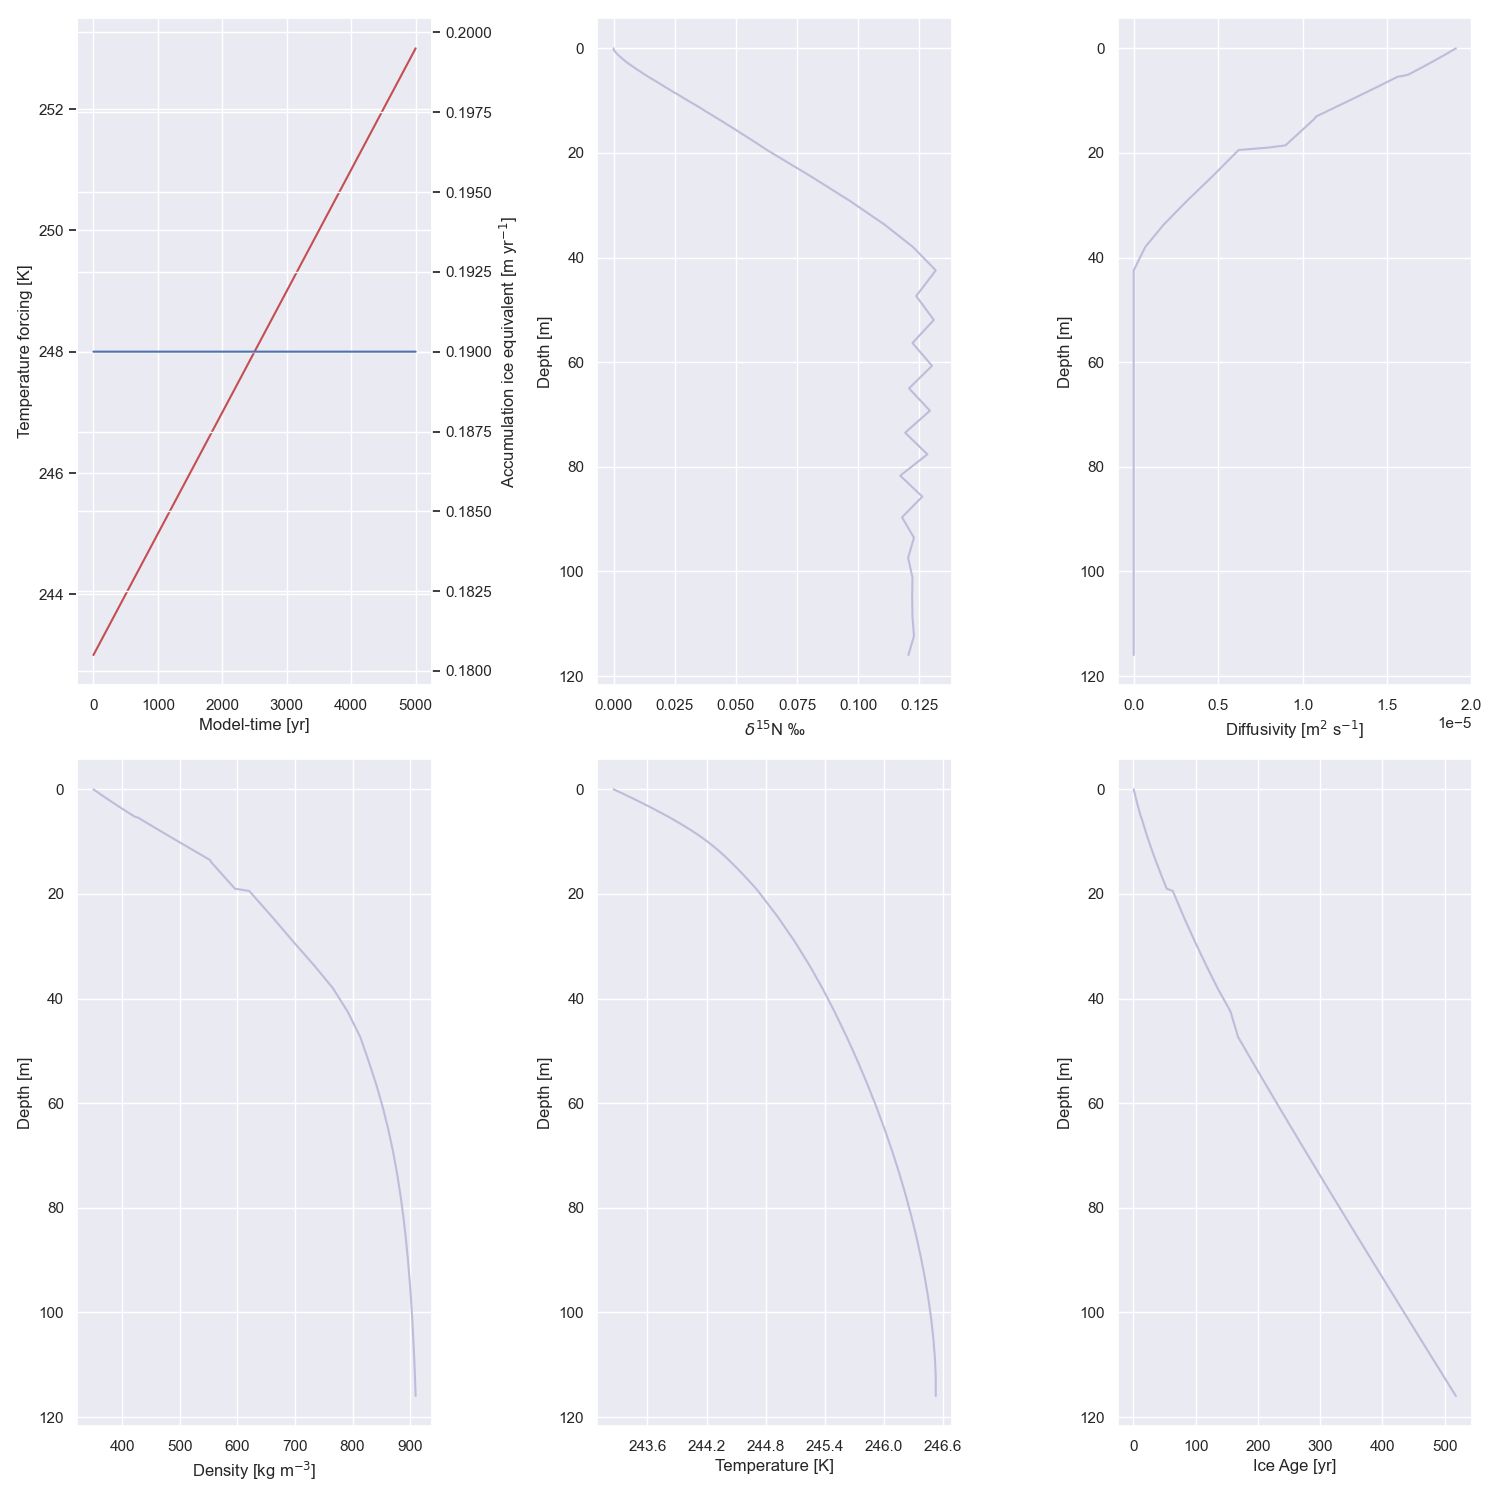 Temperature forcing [K]
252
250
248
246
244
0 1000 2000 3000 4000 5000
Model-time [yr]
0.2000
0.1975
0.1950
0.1925
0.1900
0.1875
0.1850
0.1825
0.1800
Accumulation ice equivalent [m yr⁻¹]
Depth [m]
0
20
40
60
80
100
120
0.000 0.025 0.050 0.075 0.100 0.125
δ¹⁵N ‰
Depth [m]
0
20
40
60
80
100
120
0.0 0.5 1.0 1.5 2.0
1e−5
Diffusivity [m² s⁻¹]
Depth [m]
0
20
40
60
80
100
120
400 500 600 700 800 900
Density [kg m⁻³]
Depth [m]
0
20
40
60
80
100
120
243.6 244.2 244.8 245.4 246.0 246.6
Temperature [K]
Depth [m]
0
20
40
60
80
100
120
0 100 200 300 400 500
Ice Age [yr]